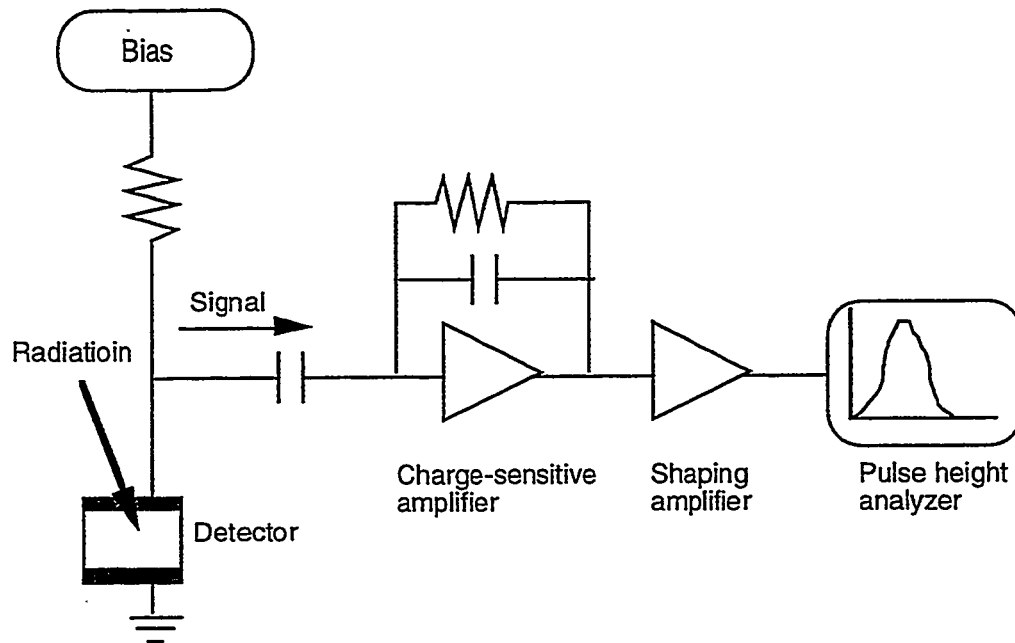 Bias
Signal
Radiatioin
Detector
Charge-sensitive
amplifier
Shaping
amplifier
Pulse height
analyzer